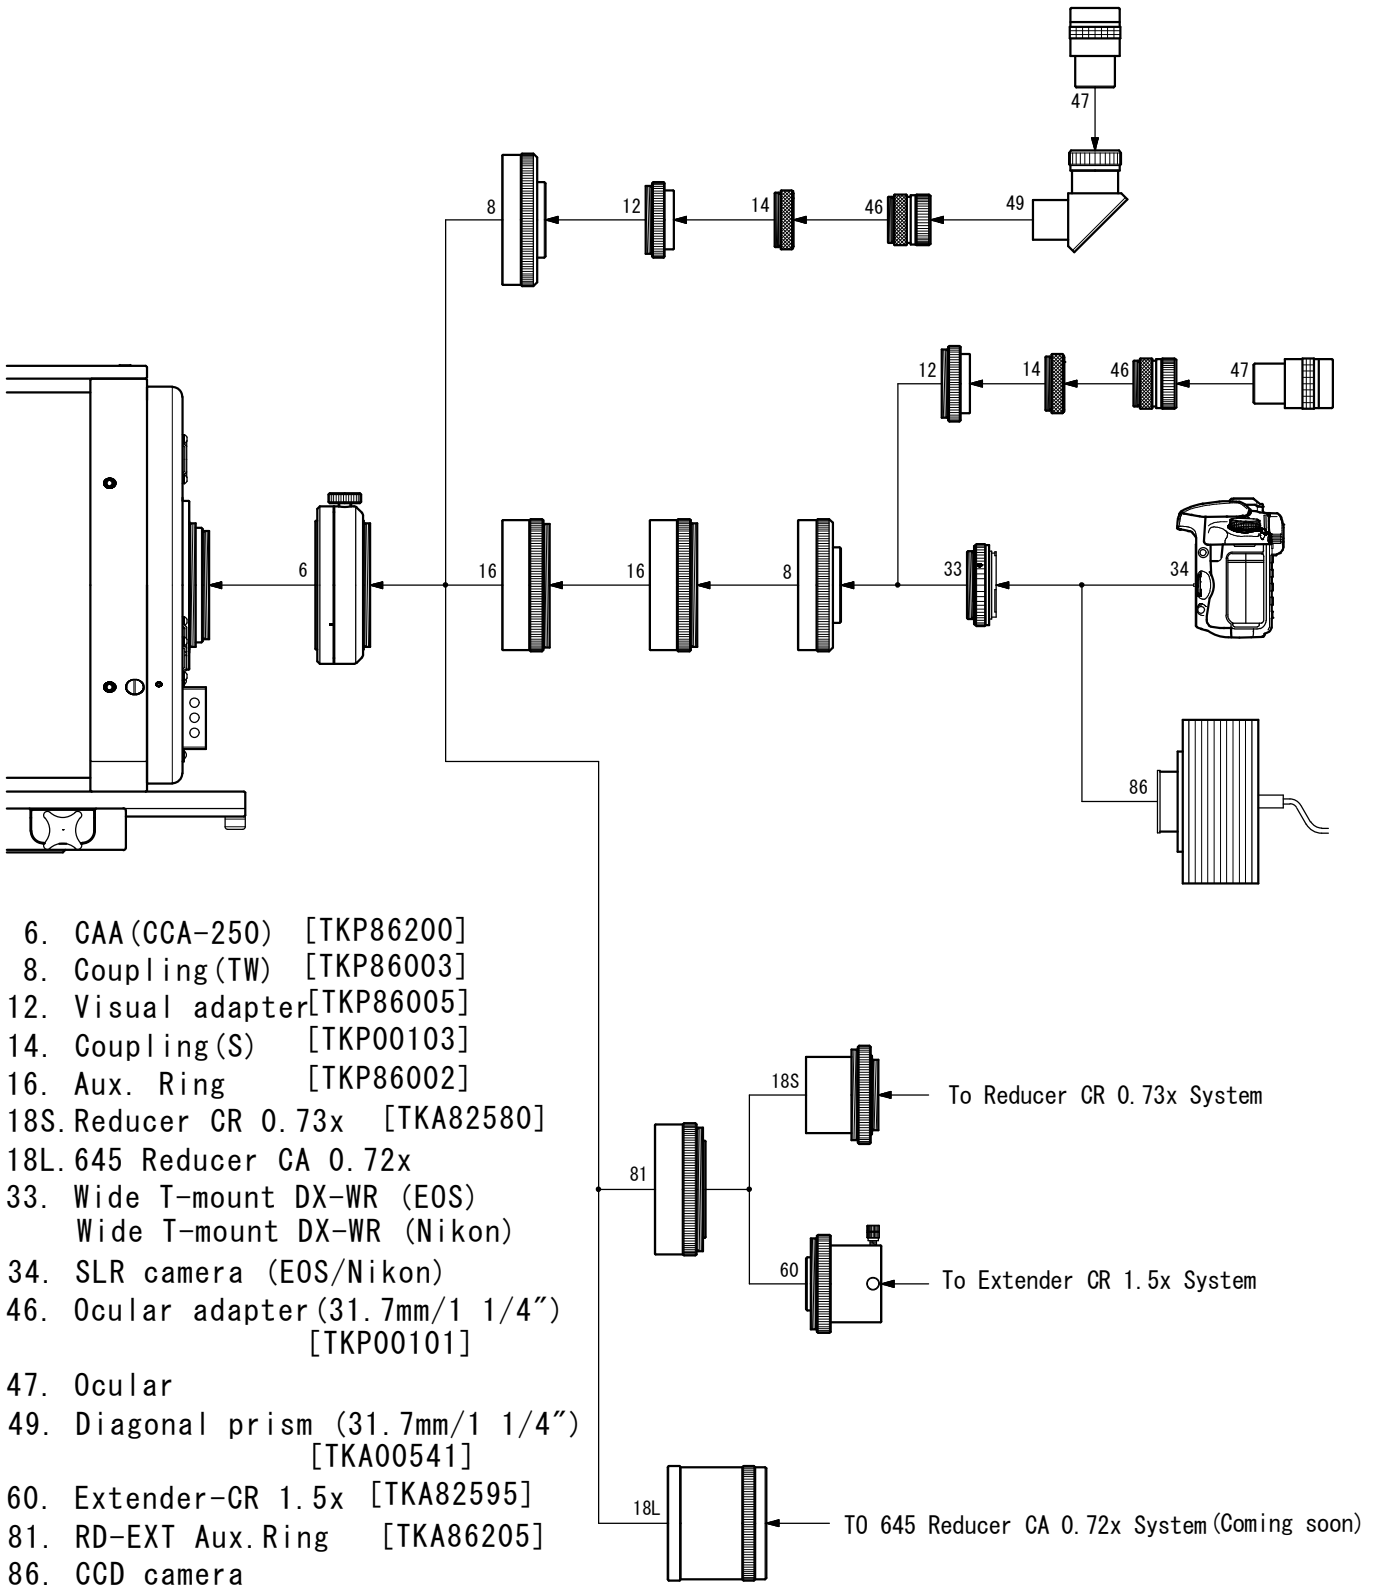 47
8
12
14
46
49
12
14
46
47
6
16
16
8
33
34
86
6. CAA(CCA-250) [TKP86200]
8. Coupling(TW) [TKP86003]
12. Visual adapter[TKP86005]
14. Coupling(S) [TKP00103]
16. Aux. Ring [TKP86002]
18S.Reducer CR 0.73x [TKA82580]
18L.645 Reducer CA 0.72x
33. Wide T-mount DX-WR (EOS)
Wide T-mount DX-WR (Nikon)
34. SLR camera (EOS/Nikon)
46. Ocular adapter(31.7mm/1 1/4″)
[TKP00101]
47. Ocular
49. Diagonal prism (31.7mm/1 1/4″)
[TKA00541]
60. Extender-CR 1.5x [TKA82595]
81. RD-EXT Aux.Ring [TKA86205]
86. CCD camera
18S
To Reducer CR 0.73x System
81
60
To Extender CR 1.5x System
18L
TO 645 Reducer CA 0.72x System(Coming soon)